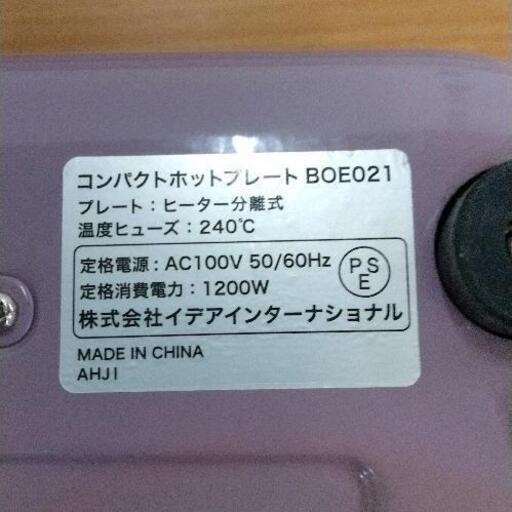 コンパクトホットプレート BOE021
プレート：ヒーター分離式
温度ヒューズ：240℃
定格電源：AC100V 50/60Hz
定格消費電力：1200W
PSE
株式会社イデアインターナショナル
MADE IN CHINA
AHJI